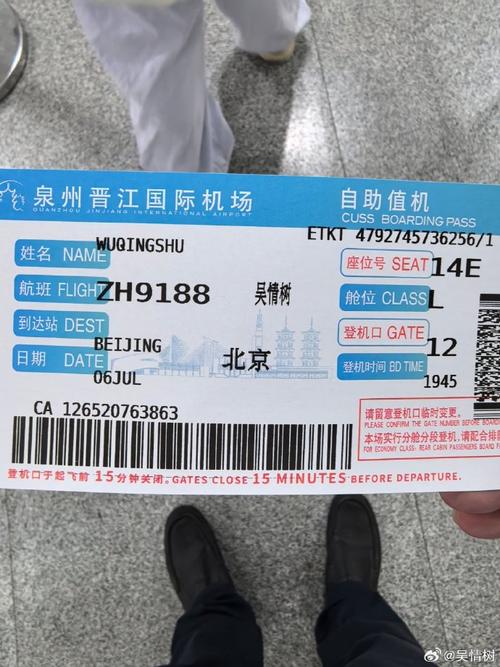 泉州晋江国际机场
QUANZHOU JINJIANG INTERNATIONAL AIRPORT
自助值机
CUSS BOARDING PASS
ETKT 4792745736256/1
姓名 NAME WUQINGSHU
座位号 SEAT 14E
航班 FLIGHT ZH9188 吴情树
舱位 CLASS L
到达站 DEST BEIJING 北京
登机口 GATE 12
日期 DATE 06JUL
登机时间 BD TIME 1945
CA 126520763863
请留意登机口临时变更。
PLEASE CONFIRM THE GATE NUMBER BEFORE BOARD
本场实行分舱分段登机,请配合排
FOR ECONOMY CLASS: REAR CABIN PASSENGERS BOARD F
登机口于起飞前 15分钟关闭。GATES CLOSE 15 MINUTES BEFORE DEPARTURE.
@吴情树